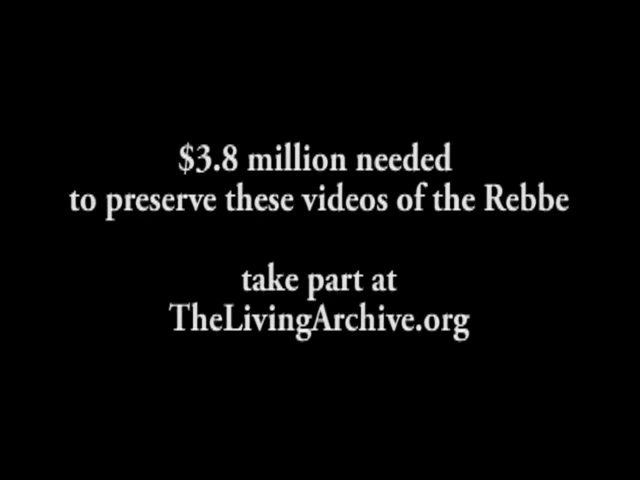 $3.8 million needed
to preserve these videos of the Rebbe
take part at
TheLivingArchive.org